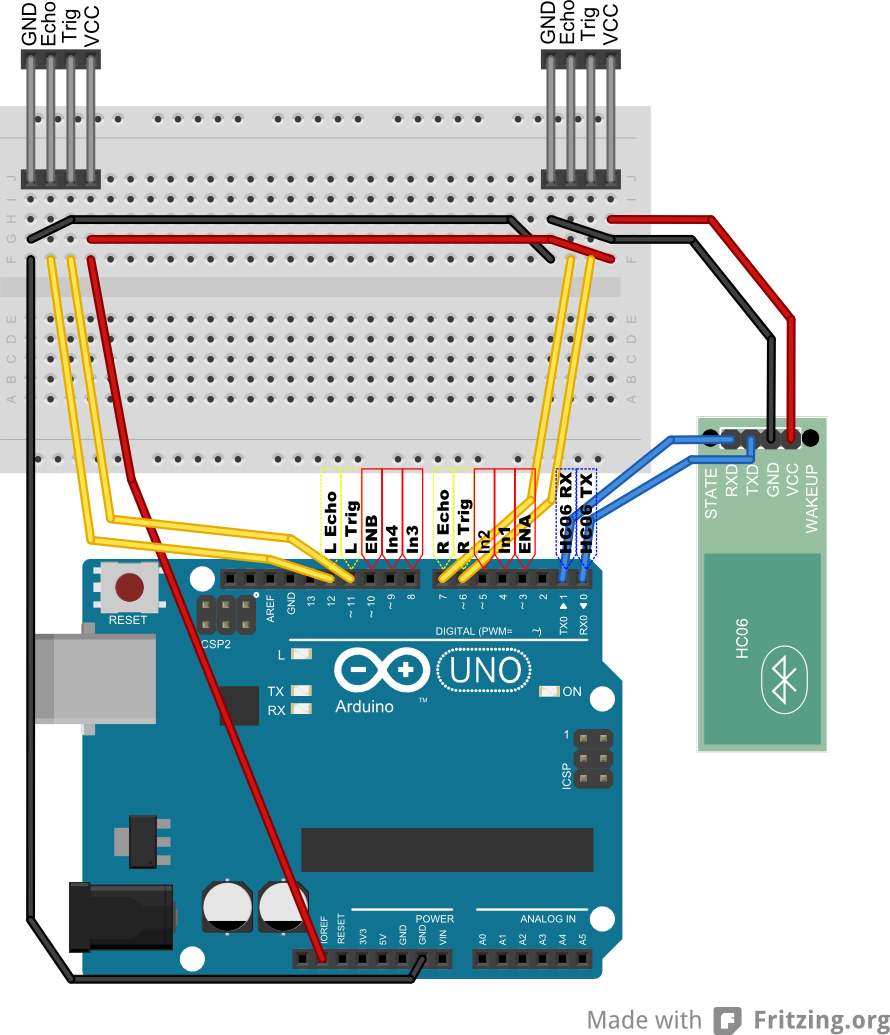 GND
Echo
Trig
VCC
GND
Echo
Trig
VCC
J
I
H
G
F
E
D
C
B
A
J
I
H
G
F
E
D
C
B
A
L Echo
L Trig
ENB
In4
In3
R Echo
R Trig
In2
In1
ENA
HC06 RX
HC06 TX
STATE
RXD
TXD
GND
VCC
WAKEUP
HC06
RESET
CSP2
AREF
GND
13
12
~ 11
~ 10
~ 9
8
7
~ 6
~ 5
4
~ 3
2
TX0 ▶ 1
RX0 ◀ 0
DIGITAL (PWM= ~)
L
TX
RX
Arduino
TM
UNO
ON
1
ICSP
IOREF
RESET
3V3
5V
GND
GND
VIN
POWER
ANALOG IN
A0
A1
A2
A3
A4
A5
Made with F Fritzing.org